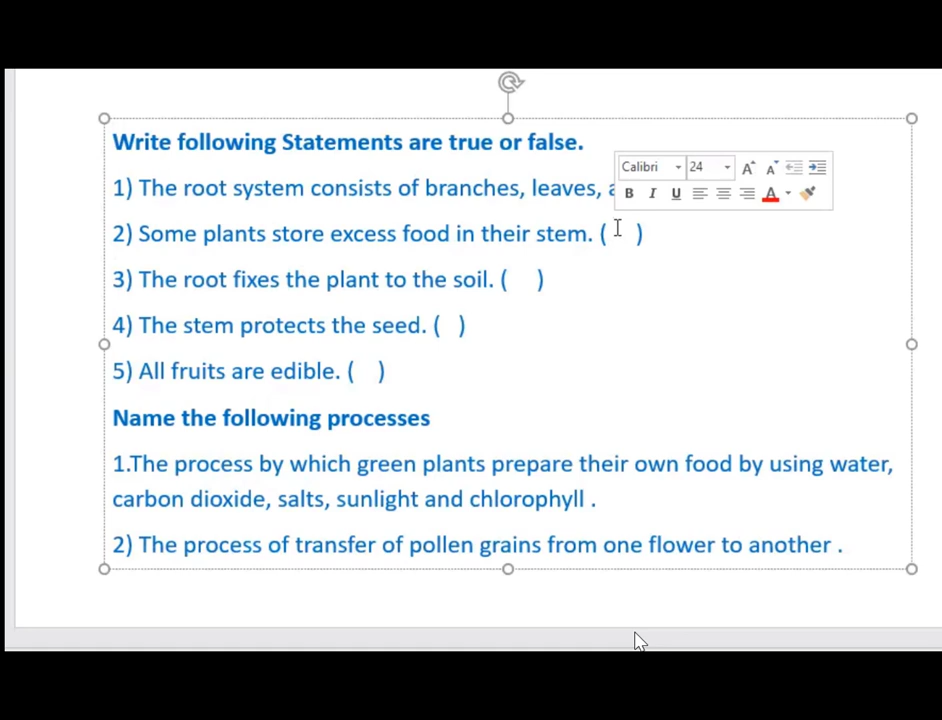 Write following Statements are true or false.
Calibri 24
1) The root system consists of branches, leaves,
B I U A
2) Some plants store excess food in their stem. ( )
3) The root fixes the plant to the soil. ( )
4) The stem protects the seed. ( )
5) All fruits are edible. ( )
Name the following processes
1.The process by which green plants prepare their own food by using water,
carbon dioxide, salts, sunlight and chlorophyll .
2) The process of transfer of pollen grains from one flower to another .